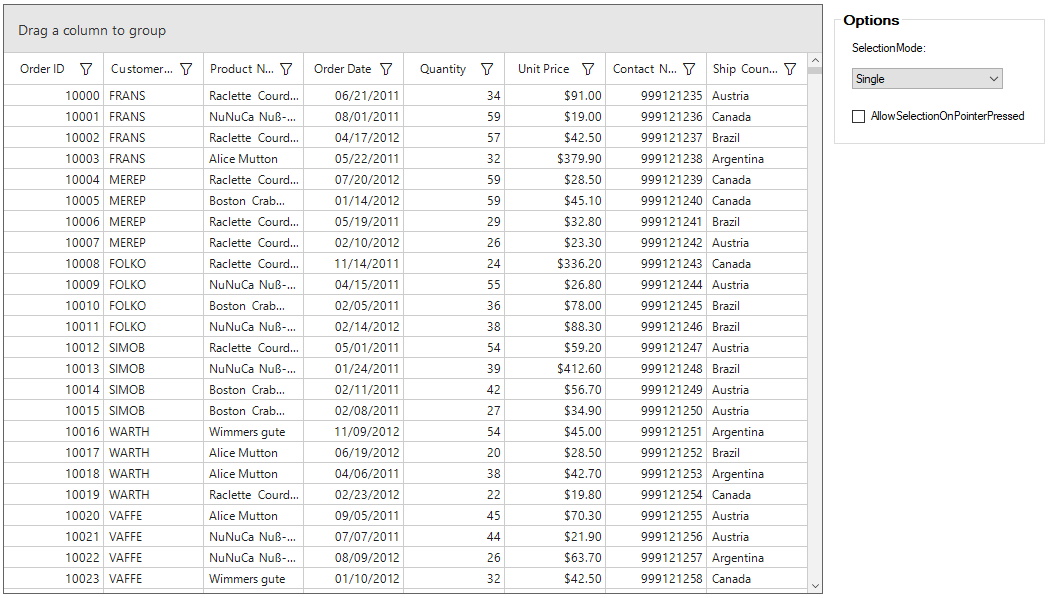 Drag a column to group
Order ID Customer... Product N... Order Date Quantity Unit Price Contact N... Ship Coun...
10000 FRANS Raclette Courd... 06/21/2011 34 $91.00 999121235 Austria
10001 FRANS NuNuCa Nuß-... 08/01/2011 59 $19.00 999121236 Canada
10002 FRANS Raclette Courd... 04/17/2012 57 $42.50 999121237 Brazil
10003 FRANS Alice Mutton 05/22/2011 32 $379.90 999121238 Argentina
10004 MEREP Raclette Courd... 07/20/2012 59 $28.50 999121239 Canada
10005 MEREP Boston Crab... 01/14/2012 59 $45.10 999121240 Canada
10006 MEREP Raclette Courd... 05/19/2011 29 $32.80 999121241 Brazil
10007 MEREP Raclette Courd... 02/10/2012 26 $23.30 999121242 Austria
10008 FOLKO Raclette Courd... 11/14/2011 24 $336.20 999121243 Canada
10009 FOLKO NuNuCa Nuß-... 04/15/2011 55 $26.80 999121244 Austria
10010 FOLKO Boston Crab... 02/05/2011 36 $78.00 999121245 Brazil
10011 FOLKO NuNuCa Nuß-... 02/14/2012 38 $88.30 999121246 Brazil
10012 SIMOB Raclette Courd... 05/01/2011 54 $59.20 999121247 Austria
10013 SIMOB NuNuCa Nuß-... 01/24/2011 39 $412.60 999121248 Brazil
10014 SIMOB Boston Crab... 02/11/2011 42 $56.70 999121249 Austria
10015 SIMOB Boston Crab... 02/08/2011 27 $34.90 999121250 Austria
10016 WARTH Wimmers gute 11/09/2012 54 $45.00 999121251 Argentina
10017 WARTH Alice Mutton 06/19/2012 20 $28.50 999121252 Brazil
10018 WARTH Alice Mutton 04/06/2011 38 $42.70 999121253 Argentina
10019 WARTH Raclette Courd... 02/23/2012 22 $19.80 999121254 Canada
10020 VAFFE Alice Mutton 09/05/2011 45 $70.30 999121255 Austria
10021 VAFFE NuNuCa Nuß-... 07/07/2011 44 $21.90 999121256 Austria
10022 VAFFE NuNuCa Nuß-... 08/09/2012 26 $63.70 999121257 Argentina
10023 VAFFE Wimmers gute 01/10/2012 32 $42.50 999121258 Canada
Options
SelectionMode:
Single
AllowSelectionOnPointerPressed